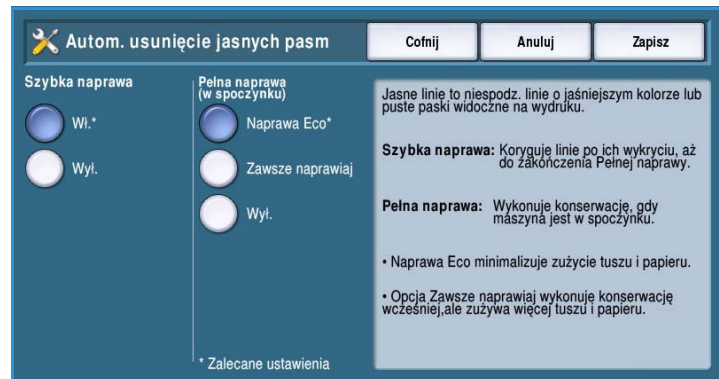 Autom. usunięcie jasnych pasm
Cofnij
Anuluj
Zapisz
Szybka naprawa
Wł.*
Wył.
Pełna naprawa
(w spoczynku)
Naprawa Eco*
Zawsze naprawiaj
Wył.
* Zalecane ustawienia
Jasne linie to niespodz. linie o jaśniejszym kolorze lub
puste paski widoczne na wydruku.
Szybka naprawa: Koryguję linie po ich wykryciu, aż
do zakończenia Pełnej naprawy.
Pełna naprawa: Wykonuję konserwację, gdy
maszyna jest w spoczynku.
• Naprawa Eco minimalizuje zużycie tuszu i papieru.
• Opcja Zawsze naprawiaj wykonuję konserwację
wcześniej,ale zużywa więcej tuszu i papieru.